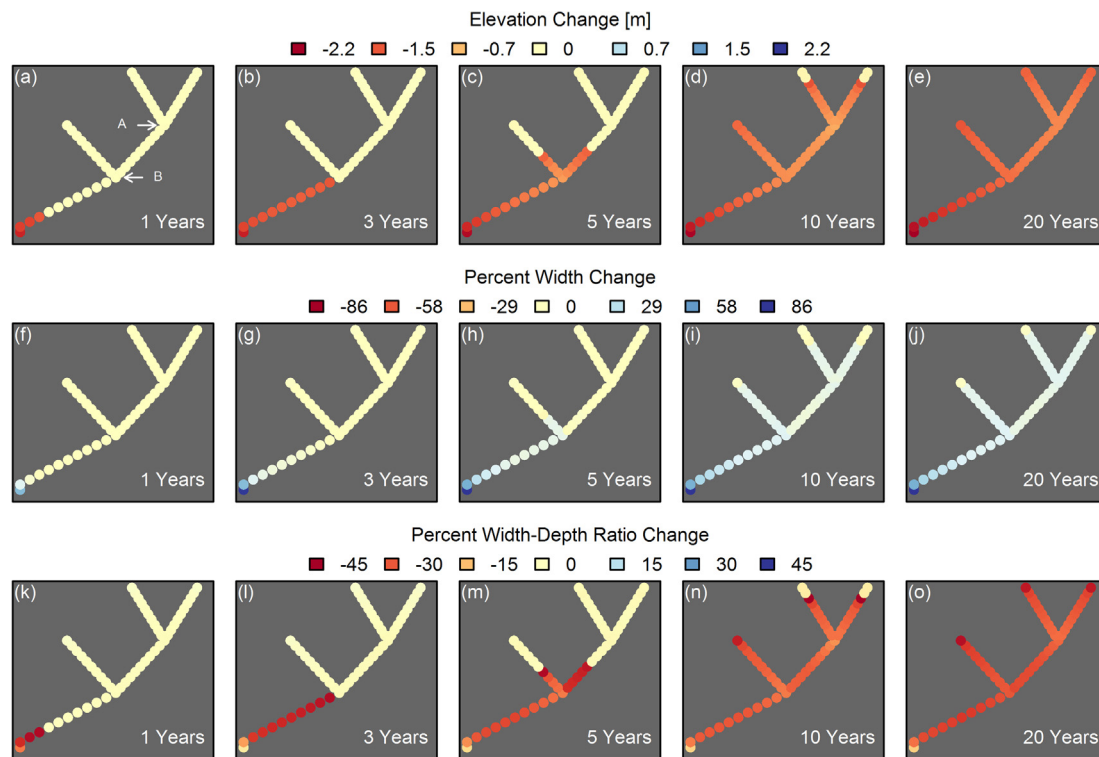 Elevation Change [m]
-2.2 -1.5 -0.7 0 0.7 1.5 2.2
(a) (b) (c) (d) (e)
A
B
1 Years 3 Years 5 Years 10 Years 20 Years
Percent Width Change
-86 -58 -29 0 29 58 86
(f) (g) (h) (i) (j)
1 Years 3 Years 5 Years 10 Years 20 Years
Percent Width-Depth Ratio Change
-45 -30 -15 0 15 30 45
(k) (l) (m) (n) (o)
1 Years 3 Years 5 Years 10 Years 20 Years